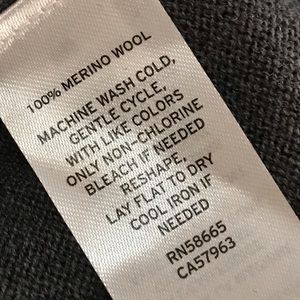 100% MERINO WOOL
MACHINE WASH COLD,
GENTLE CYCLE,
WITH LIKE COLORS
ONLY NON-CHLORINE
BLEACH IF NEEDED
RESHAPE,
LAY FLAT TO DRY
COOL IRON IF
NEEDED
RN58665
CA57963